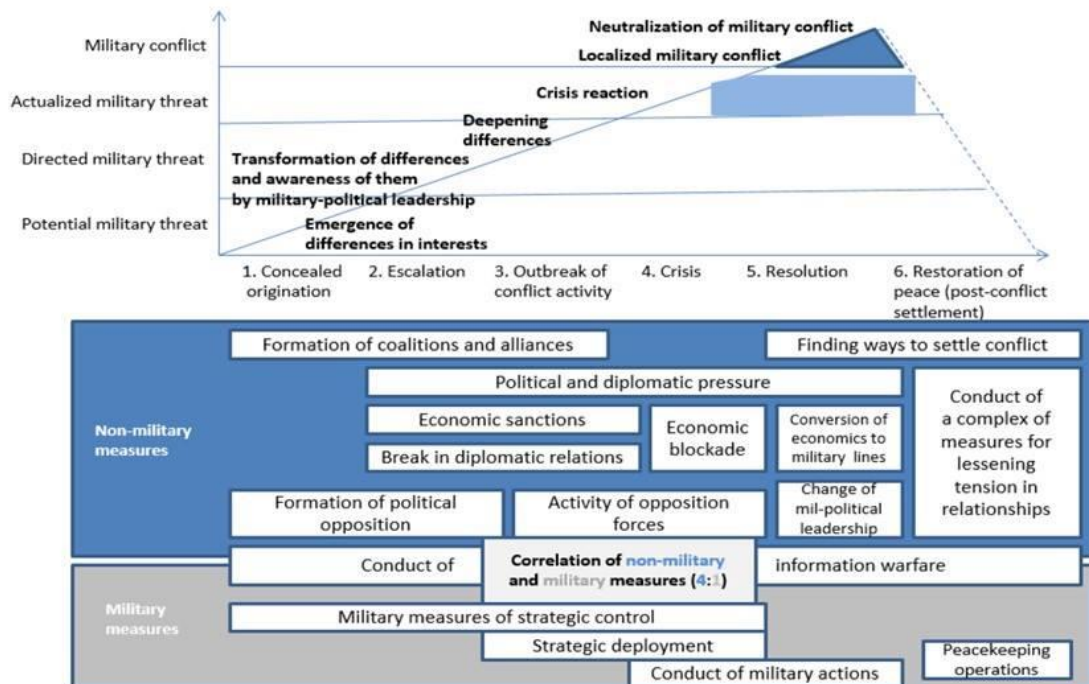 Military conflict
Neutralization of military conflict
Localized military conflict
Actualized military threat
Crisis reaction
Deepening
differences
Directed military threat
Transformation of differences
and awareness of them
by military-political leadership
Potential military threat
Emergence of
differences in interests
1. Concealed
origination
2. Escalation
3. Outbreak of
conflict activity
4. Crisis
5. Resolution
6. Restoration of
peace (post-conflict
settlement)
Non-military
measures
Formation of coalitions and alliances
Finding ways to settle conflict
Political and diplomatic pressure
Economic sanctions
Break in diplomatic relations
Economic
blockade
Conversion of
economics to
military lines
Conduct of
a complex of
measures for
lessening
tension in
relationships
Formation of political
opposition
Activity of opposition
forces
Change of
mil-political
leadership
Conduct of
Correlation of non-military
and military measures (4:1)
information warfare
Military
measures
Military measures of strategic control
Strategic deployment
Conduct of military actions
Peacekeeping
operations